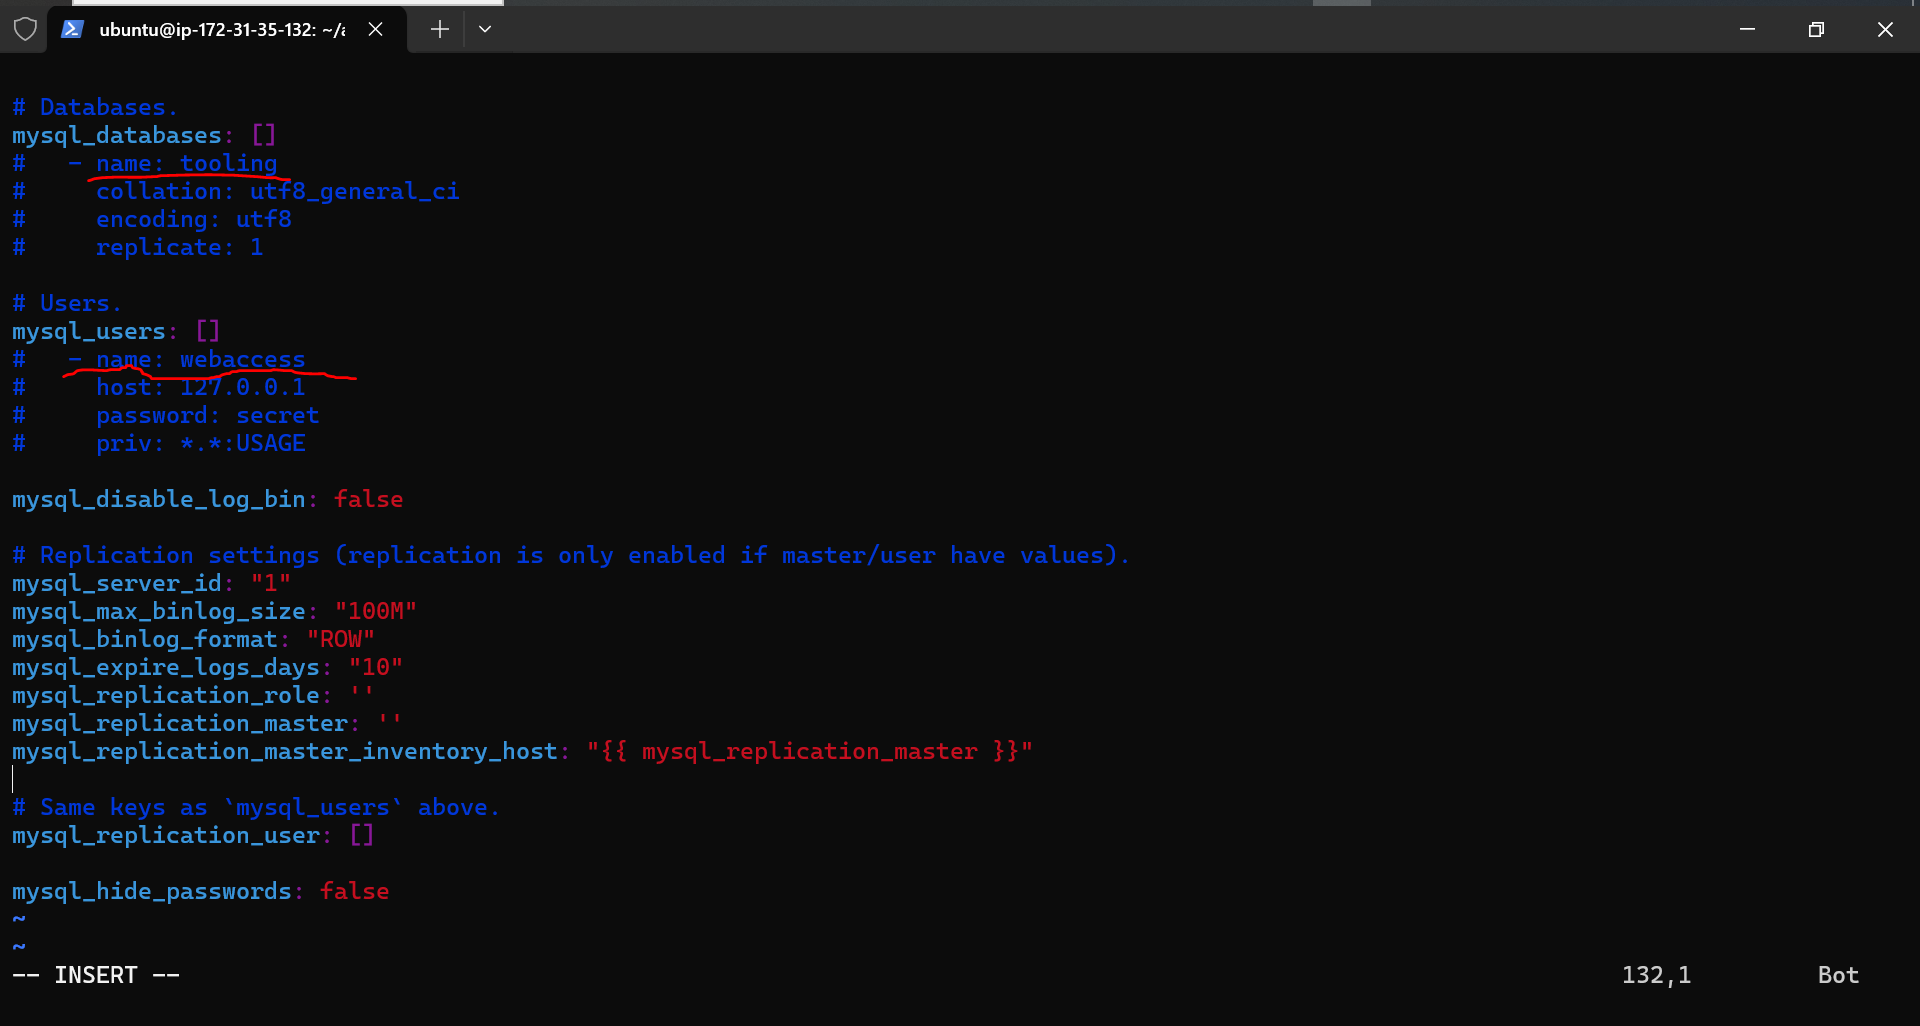 ubuntu@ip-172-31-35-132: ~/a
# Databases.
mysql_databases: []
#   - name: tooling
#     collation: utf8_general_ci
#     encoding: utf8
#     replicate: 1
# Users.
mysql_users: []
#   - name: webaccess
#     host: 127.0.0.1
#     password: secret
#     priv: *.*:USAGE
mysql_disable_log_bin: false
# Replication settings (replication is only enabled if master/user have values).
mysql_server_id: "1"
mysql_max_binlog_size: "100M"
mysql_binlog_format: "ROW"
mysql_expire_logs_days: "10"
mysql_replication_role: ''
mysql_replication_master: ''
mysql_replication_master_inventory_host: "{{ mysql_replication_master }}"
# Same keys as `mysql_users` above.
mysql_replication_user: []
mysql_hide_passwords: false
~
~
-- INSERT -- 132,1 Bot